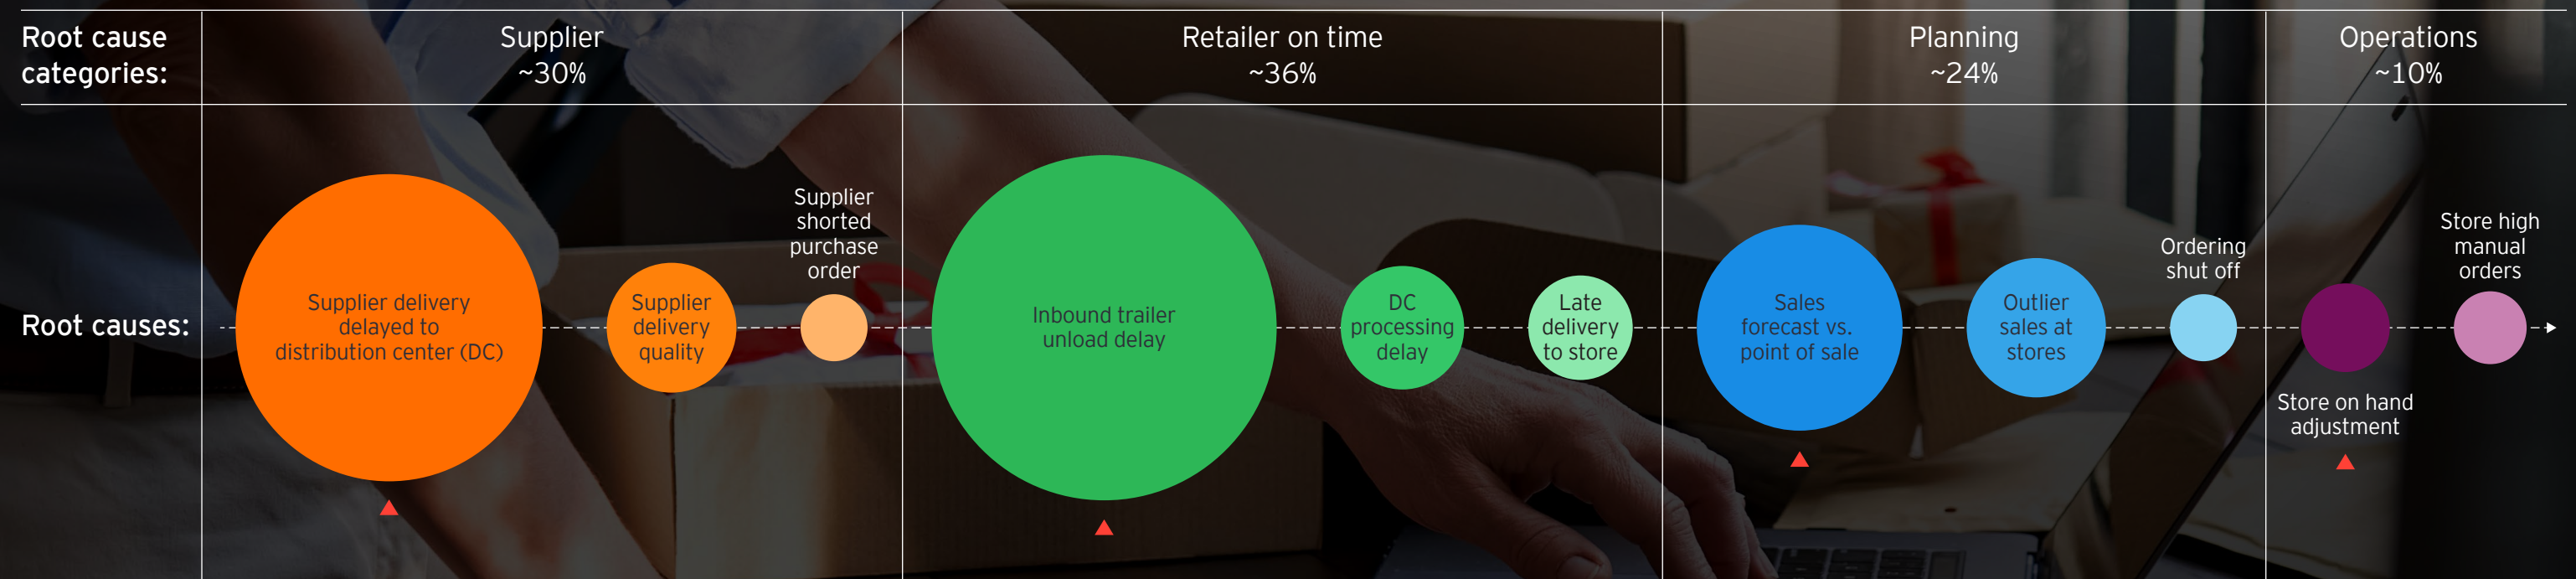 Root cause
categories:
Supplier
~30%
Retailer on time
~36%
Planning
~24%
Operations
~10%
Root causes:
Supplier delivery
delayed to
distribution center (DC)
Supplier
delivery
quality
Supplier
shorted
purchase
order
Inbound trailer
unload delay
DC
processing
delay
Late
delivery
to store
Sales
forecast vs.
point of sale
Outlier
sales at
stores
Ordering
shut off
Store on hand
adjustment
Store high
manual
orders